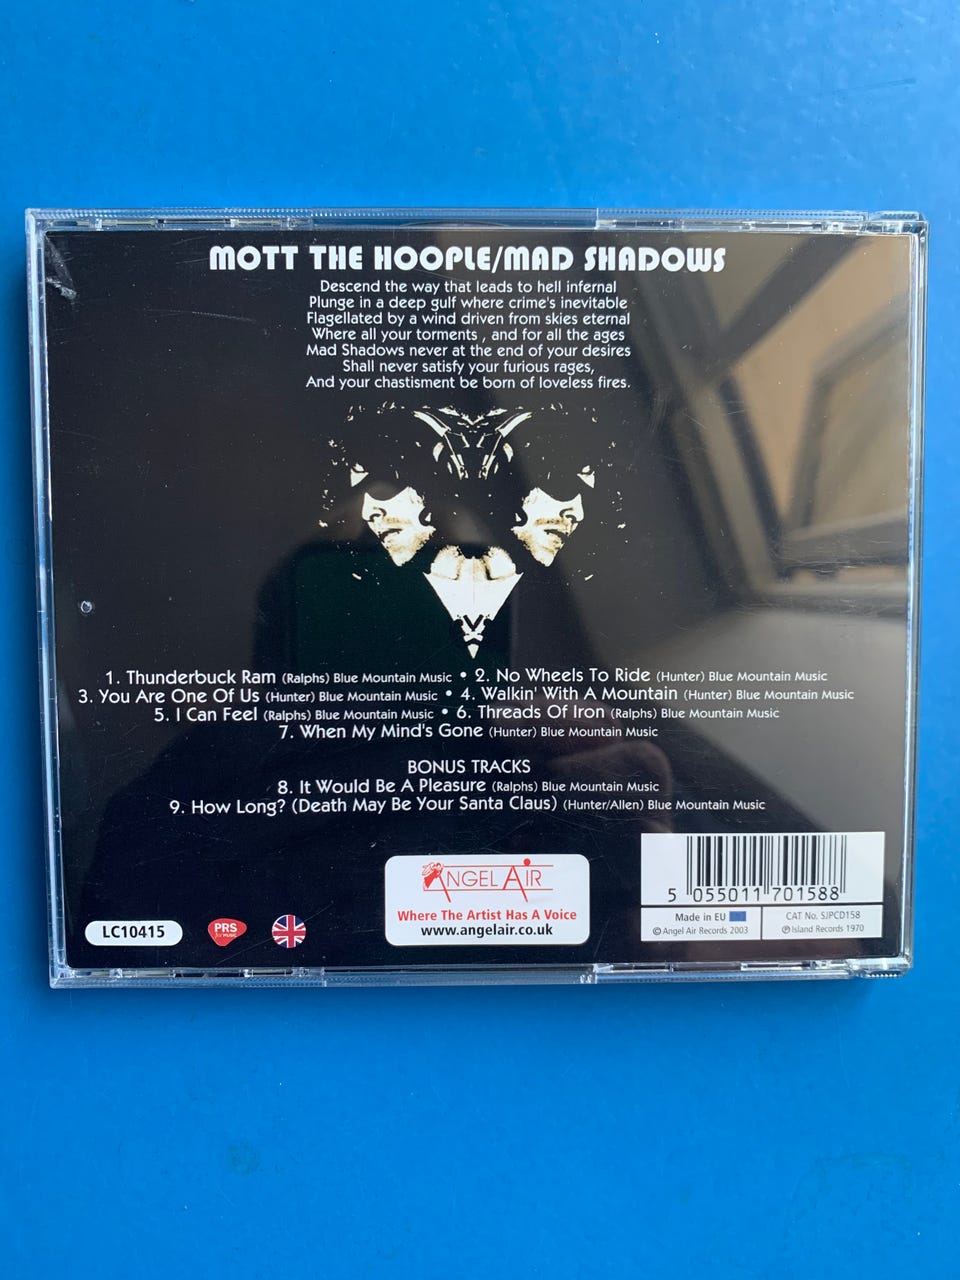 MOTT THE HOOPLE/MAD SHADOWS
Descend the way that leads to hell infernal
Plunge in a deep gulf where crime's inevitable
Flagellated by a wind driven from skies eternal
Where all your torments , and for all the ages
Mad Shadows never at the end of your desires
Shall never satisfy your furious rages,
And your chastisment be born of loveless fires.
1. Thunderbuck Ram (Ralphs) Blue Mountain Music • 2. No Wheels To Ride (Hunter) Blue Mountain Music
3. You Are One Of Us (Hunter) Blue Mountain Music • 4. Walkin' With A Mountain (Hunter) Blue Mountain Music
5. I Can Feel (Ralphs) Blue Mountain Music • 6. Threads Of Iron (Ralphs) Blue Mountain Music
7. When My Mind's Gone (Hunter) Blue Mountain Music
BONUS TRACKS
8. It Would Be A Pleasure (Ralphs) Blue Mountain Music
9. How Long? (Death May Be Your Santa Claus) (Hunter/Allen) Blue Mountain Music
LC10415
PRS
for MUSIC
ANGEL AIR
Where The Artist Has A Voice
www.angelair.co.uk
5 055011 701588
Made in EU
© Angel Air Records 2003
CAT No. SJPCD158
℗ Island Records 1970